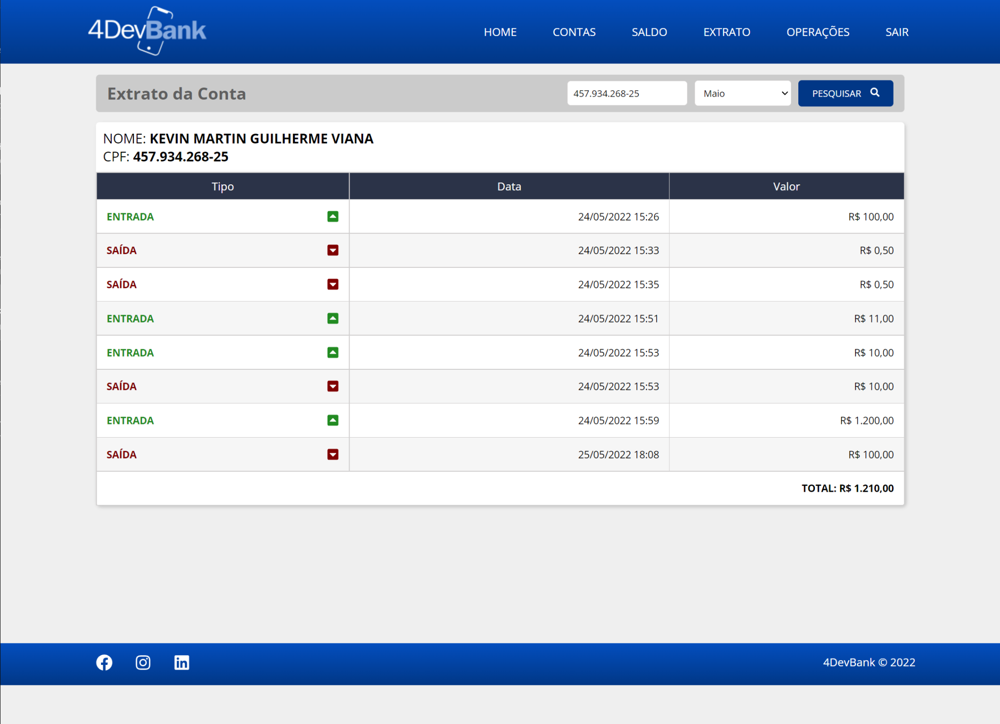 4DevBank
HOME CONTAS SALDO EXTRATO OPERAÇÕES SAIR
Extrato da Conta 457.934.268-25 Maio PESQUISAR
NOME: KEVIN MARTIN GUILHERME VIANA
CPF: 457.934.268-25
Tipo Data Valor
ENTRADA 24/05/2022 15:26 R$ 100,00
SAÍDA 24/05/2022 15:33 R$ 0,50
SAÍDA 24/05/2022 15:35 R$ 0,50
ENTRADA 24/05/2022 15:51 R$ 11,00
ENTRADA 24/05/2022 15:53 R$ 10,00
SAÍDA 24/05/2022 15:53 R$ 10,00
ENTRADA 24/05/2022 15:59 R$ 1.200,00
SAÍDA 25/05/2022 18:08 R$ 100,00
TOTAL: R$ 1.210,00
4DevBank © 2022